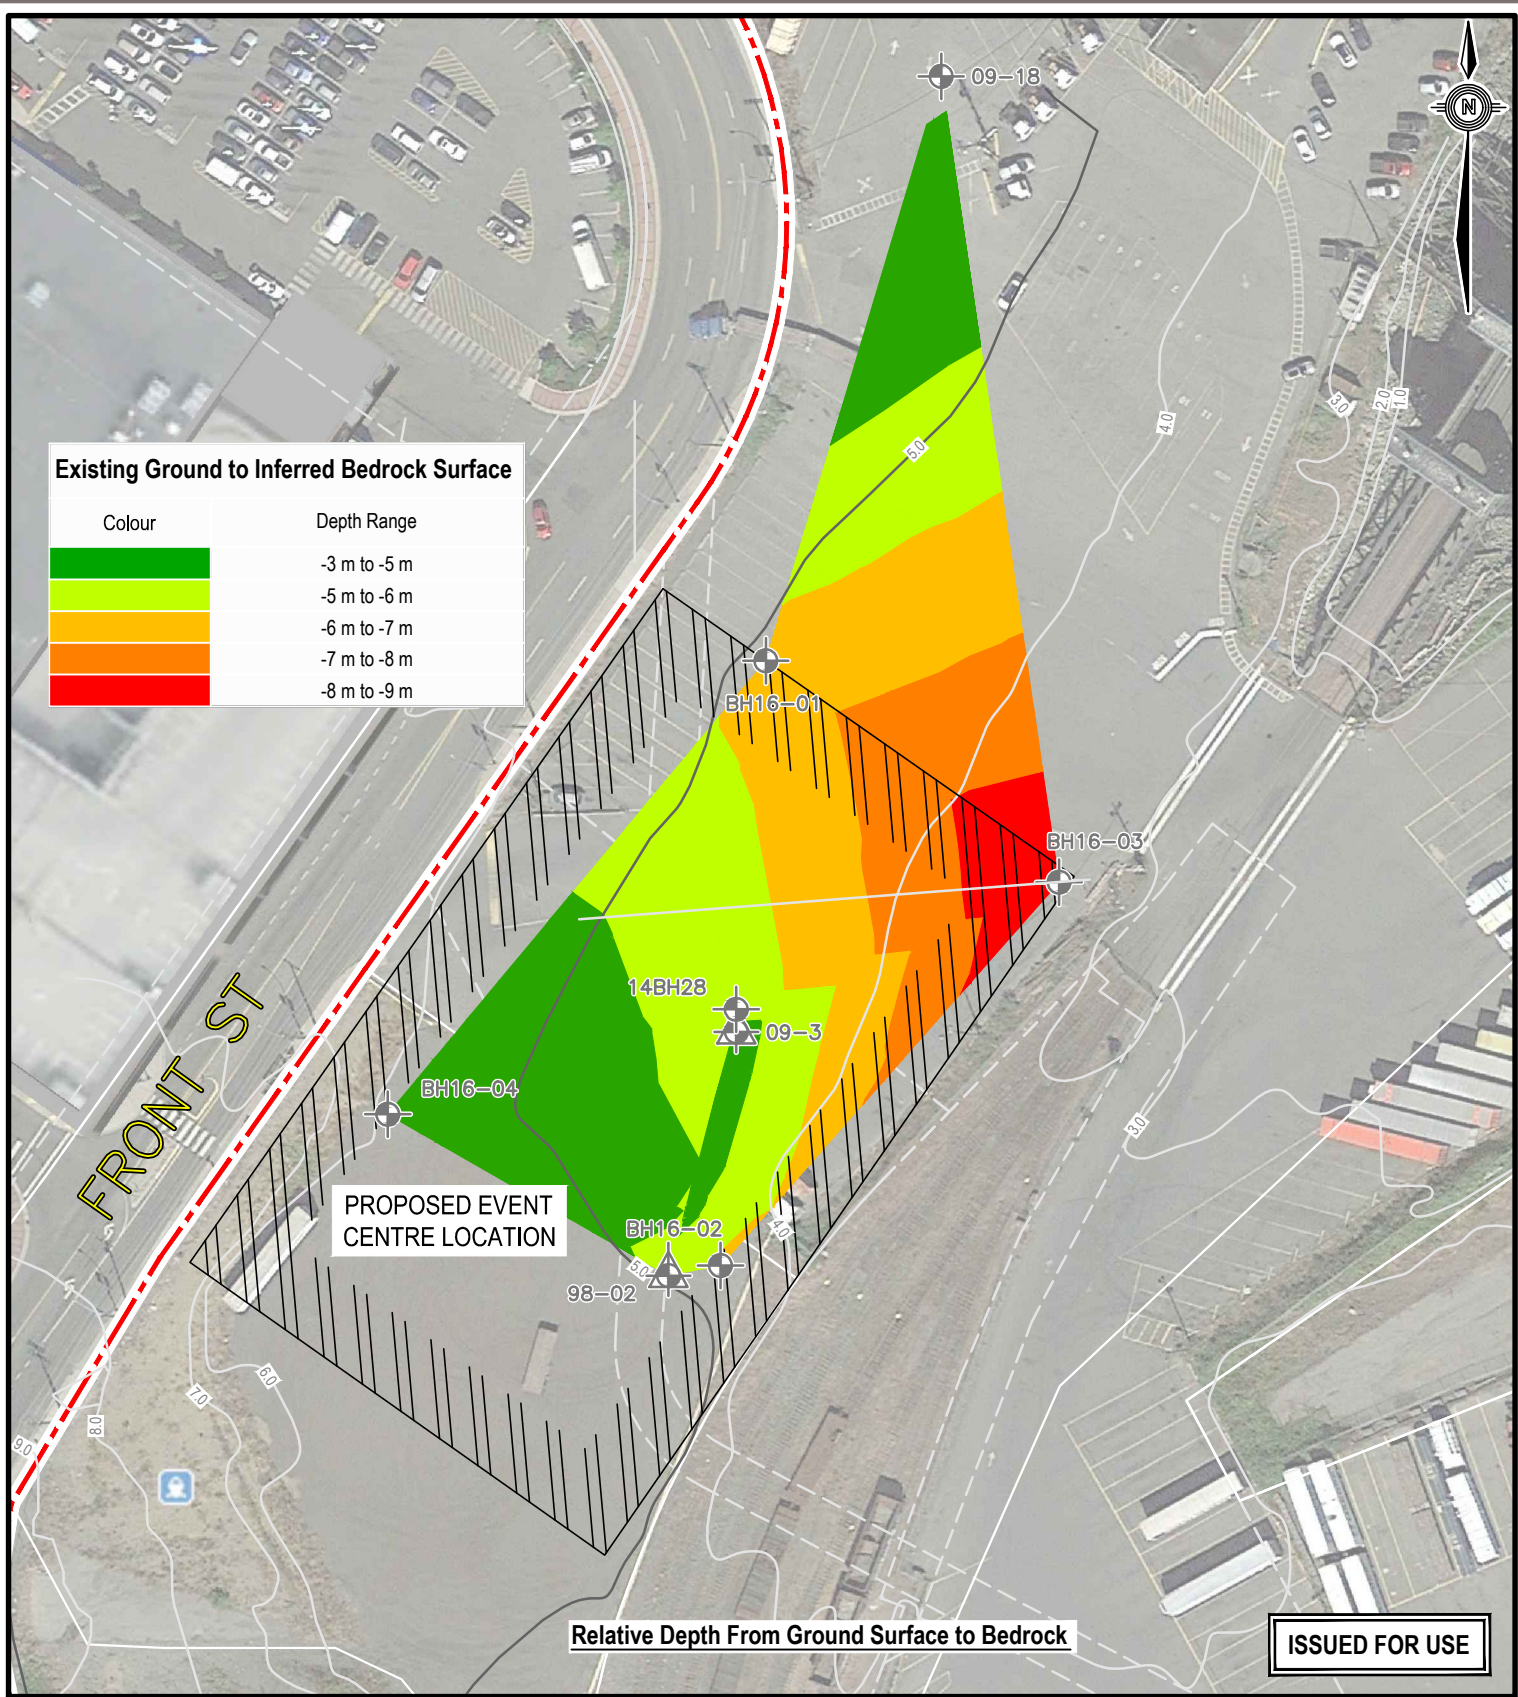 09-18
N
Existing Ground to Inferred Bedrock Surface
Colour Depth Range
-3 m to -5 m
-5 m to -6 m
-6 m to -7 m
-7 m to -8 m
-8 m to -9 m
5.0
4.0
3.0
2.0
1.0
BH16-01
BH16-03
14BH28
09-3
BH16-04
FRONT ST
3.0
PROPOSED EVENT
CENTRE LOCATION
BH16-02
4.0
5.0
98-02
6.0
7.0
8.0
9.0
Relative Depth From Ground Surface to Bedrock
ISSUED FOR USE